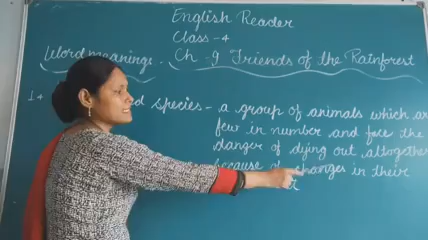 English Reader
Class - 4
Word meanings - Ch - 9 Friends of the Rainforest
1 d species - a group of animals which ar
few in number and face the
danger of dying out altogether
because of changes in their